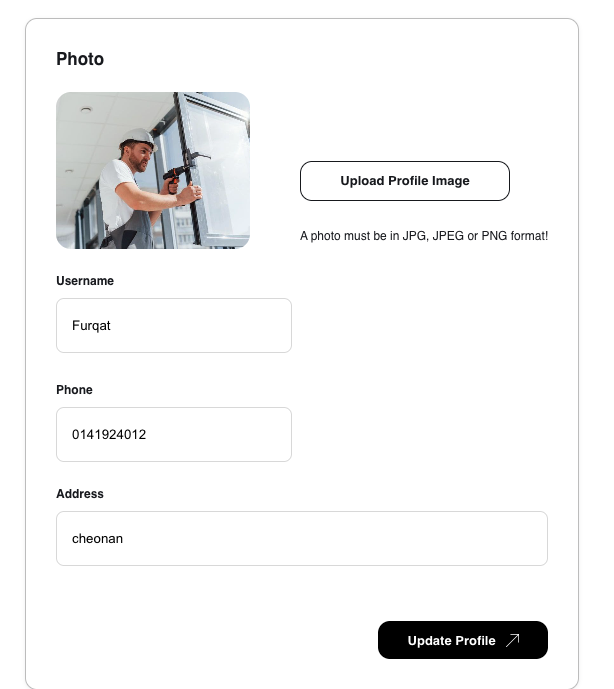 Photo
Upload Profile Image
A photo must be in JPG, JPEG or PNG format!
Username
Furqat
Phone
0141924012
Address
cheonan
Update Profile